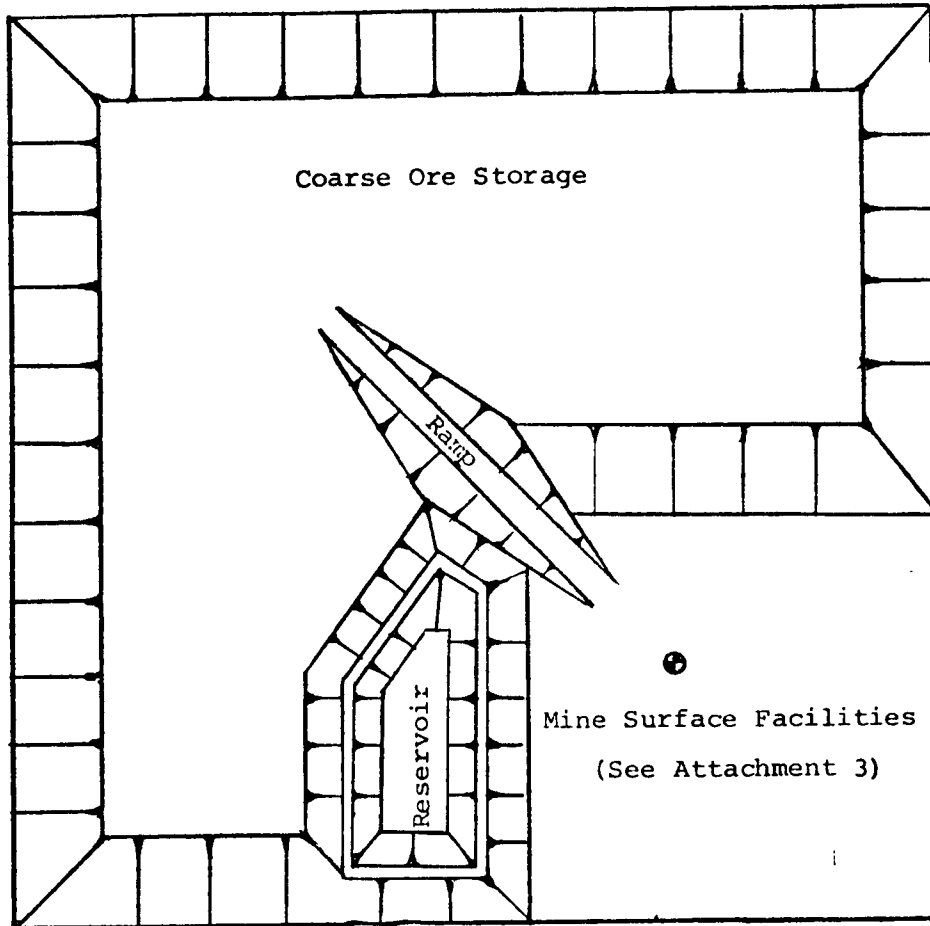 Coarse Ore Storage
Ramp
Reservoir
Mine Surface Facilities
(See Attachment 3)